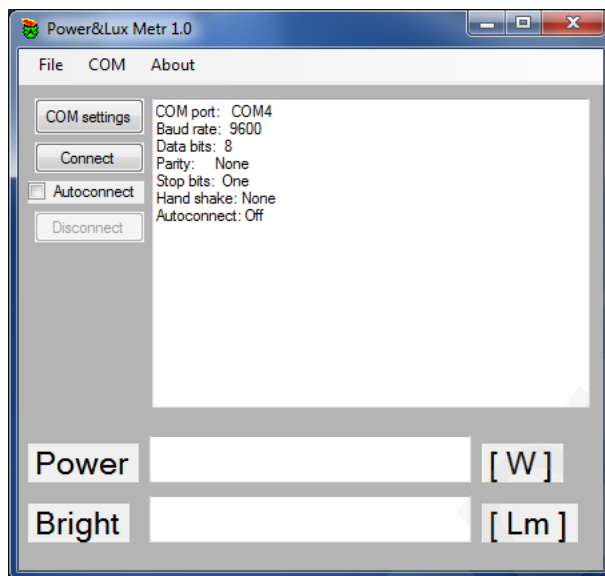 Power&Lux Metr 1.0
File COM About
COM settings
Connect
Autoconnect
Disconnect
COM port: COM4
Baud rate: 9600
Data bits: 8
Parity: None
Stop bits: One
Hand shake: None
Autoconnect: Off
Power [ W ]
Bright [ Lm ]